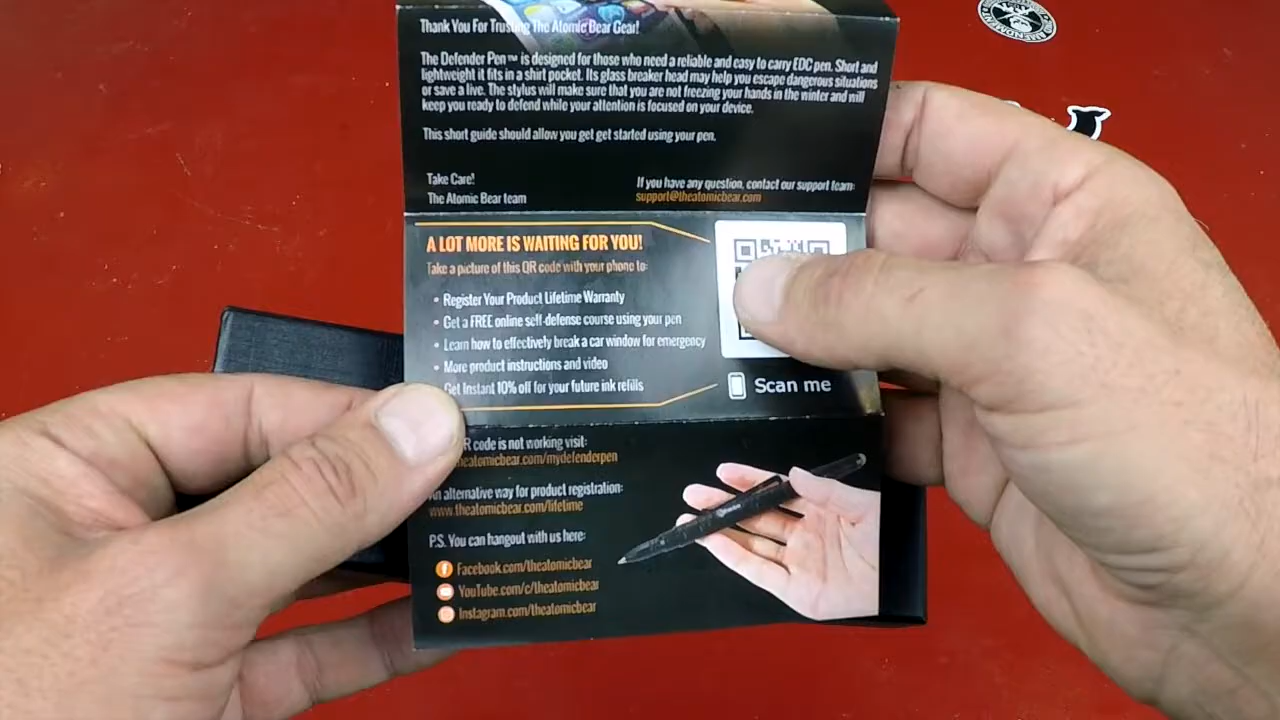 Thank You For Trusting The Atomic Bear Gear!
The Defender Pen™ is designed for those who need a reliable and easy to carry EDC pen. Short and
lightweight it fits in a shirt pocket. Its glass breaker head may help you escape dangerous situations
or save a live. The stylus will make sure that you are not freezing your hands in the winter and will
keep you ready to defend while your attention is focused on your device.
This short guide should allow you get get started using your pen.
Take Care!
The Atomic Bear team
If you have any question, contact our support team:
support@theatomicbear.com
A LOT MORE IS WAITING FOR YOU!
Take a picture of this QR code with your phone to:
• Register Your Product Lifetime Warranty
• Get a FREE online self-defense course using your pen
• Learn how to effectively break a car window for emergency
• More product instructions and video
Get Instant 10% off for your future ink refills
Scan me
R code is not working visit:
heatomicbear.com/mydefenderpen
An alternative way for product registration:
www.theatomicbear.com/lifetime
P.S. You can hangout with us here:
Facebook.com/theatomicbear
YouTube.com/c/theatomicbear
Instagram.com/theatomicbear